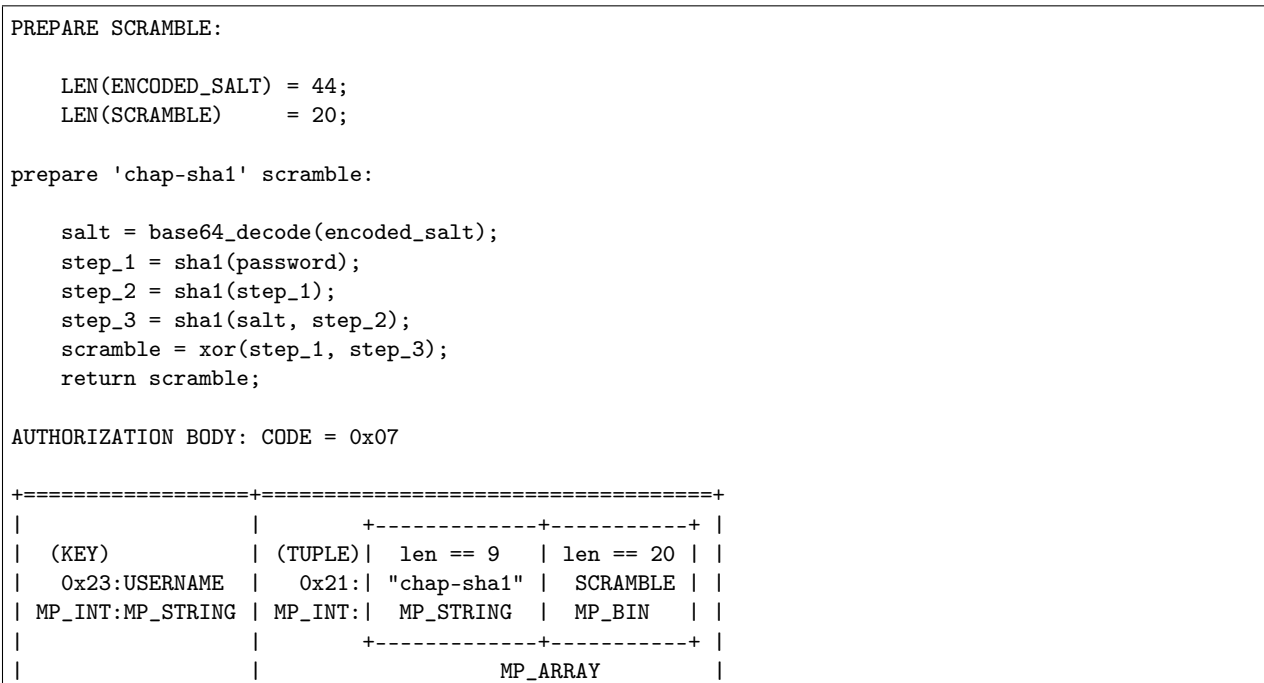 PREPARE SCRAMBLE:

    LEN(ENCODED_SALT) = 44;
    LEN(SCRAMBLE)     = 20;

prepare 'chap-sha1' scramble:

    salt = base64_decode(encoded_salt);
    step_1 = sha1(password);
    step_2 = sha1(step_1);
    step_3 = sha1(salt, step_2);
    scramble = xor(step_1, step_3);
    return scramble;

AUTHORIZATION BODY: CODE = 0x07

+==================+====================================+
|                  |        +-------------+-----------+ |
|  (KEY)           | (TUPLE)|  len == 9   | len == 20 | |
|   0x23:USERNAME  |   0x21:| "chap-sha1" |  SCRAMBLE | |
| MP_INT:MP_STRING | MP_INT:|  MP_STRING  |  MP_BIN   | |
|                  |        +-------------+-----------+ |
|                  |                   MP_ARRAY         |